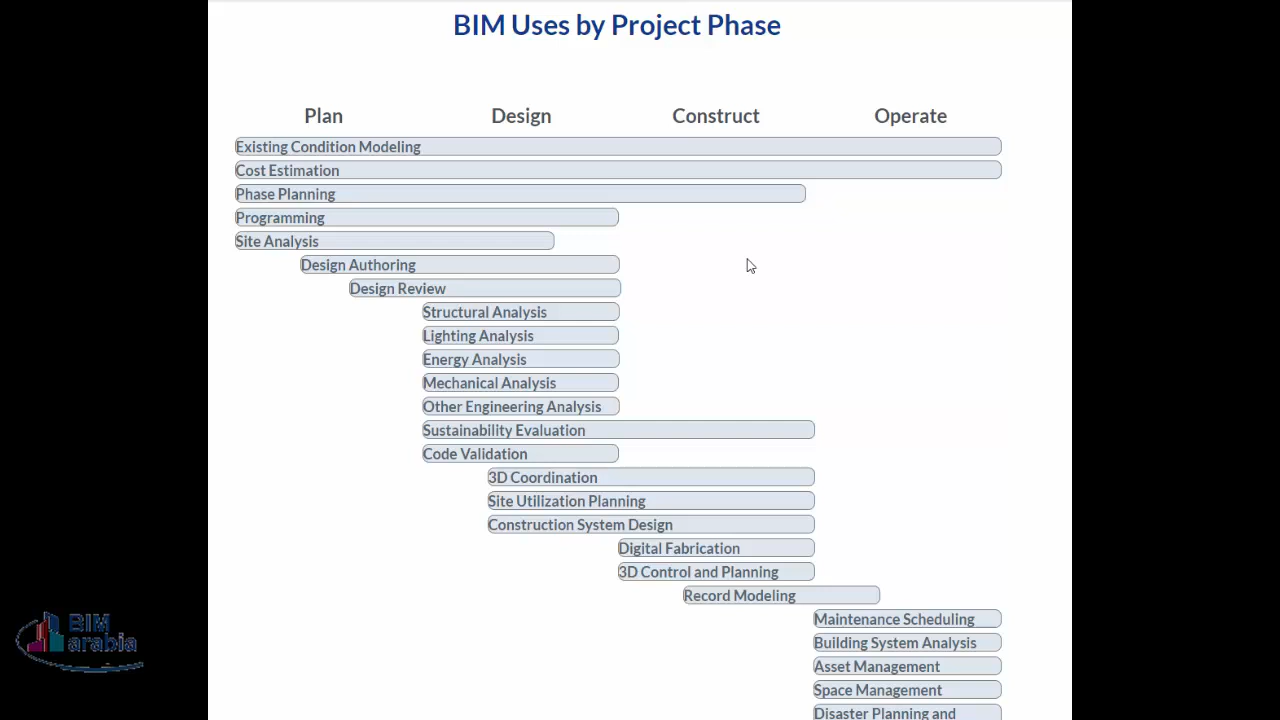 BIM Uses by Project Phase
Plan Design Construct Operate
Existing Condition Modeling
Cost Estimation
Phase Planning
Programming
Site Analysis
Design Authoring
Design Review
Structural Analysis
Lighting Analysis
Energy Analysis
Mechanical Analysis
Other Engineering Analysis
Sustainability Evaluation
Code Validation
3D Coordination
Site Utilization Planning
Construction System Design
Digital Fabrication
3D Control and Planning
Record Modeling
Maintenance Scheduling
Building System Analysis
Asset Management
Space Management
Disaster Planning and
BIM
arabia